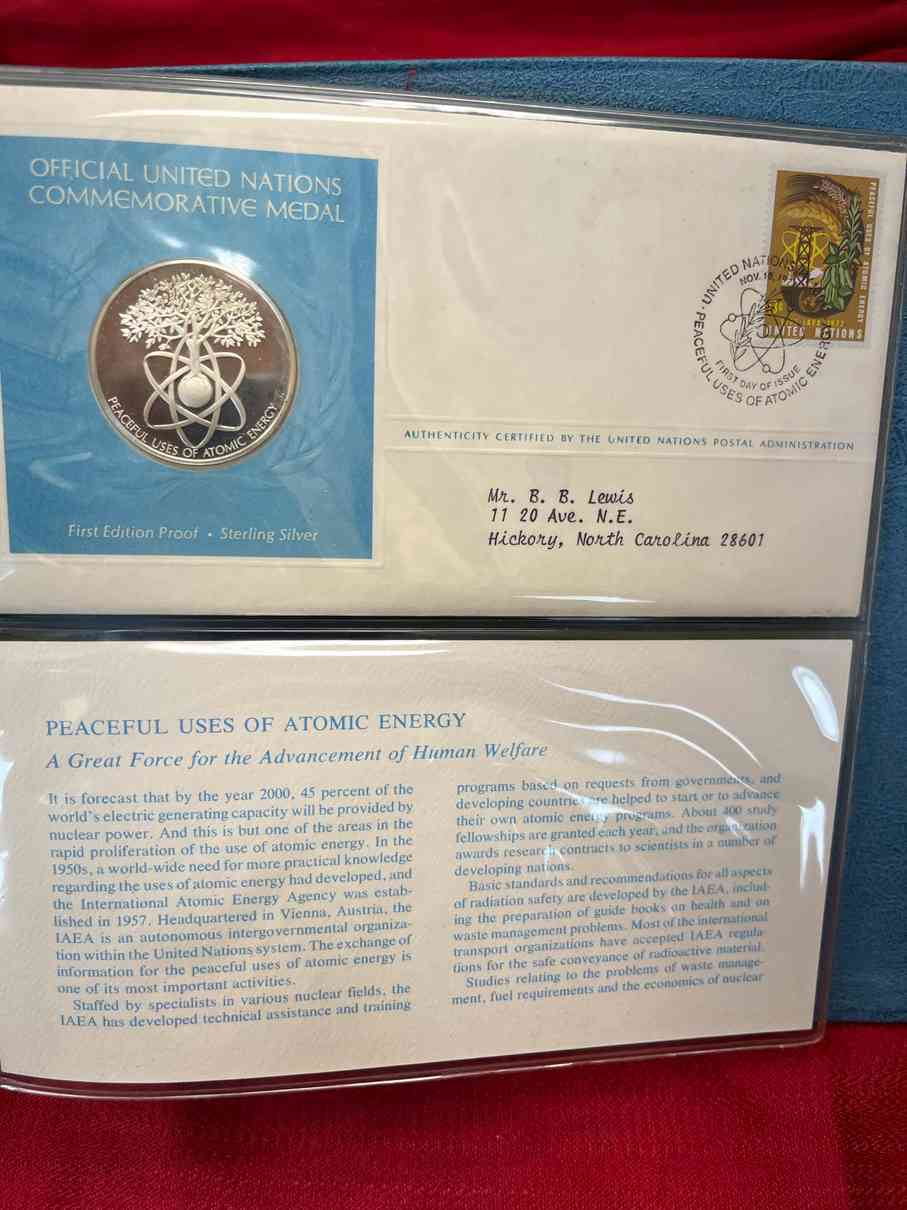 OFFICIAL UNITED NATIONS
COMMEMORATIVE MEDAL
PEACEFUL USES OF ATOMIC ENERGY
First Edition Proof • Sterling Silver
PEACEFUL USES OF ATOMIC ENERGY
UNITED NATIONS
UNITED NATIONS
NOV. 18, 19
FIRST DAY OF ISSUE
PEACEFUL USES OF ATOMIC ENERGY
AUTHENTICITY CERTIFIED BY THE UNITED NATIONS POSTAL ADMINISTRATION
Mr. B. B. Lewis
11 20 Ave. N.E.
Hickory, North Carolina 28601
PEACEFUL USES OF ATOMIC ENERGY
A Great Force for the Advancement of Human Welfare
It is forecast that by the year 2000, 45 percent of the
world's electric generating capacity will be provided by
nuclear power. And this is but one of the areas in the
rapid proliferation of the use of atomic energy. In the
1950s, a world-wide need for more practical knowledge
regarding the uses of atomic energy had developed, and
the International Atomic Energy Agency was estab-
lished in 1957. Headquartered in Vienna, Austria, the
IAEA is an autonomous intergovernmental organiza-
tion within the United Nations system. The exchange of
information for the peaceful uses of atomic energy is
one of its most important activities.
Staffed by specialists in various nuclear fields, the
IAEA has developed technical assistance and training
programs based on requests from governments, and
developing countries are helped to start or to advance
their own atomic energy programs. About 400 study
fellowships are granted each year, and the organization
awards research contracts to scientists in a number of
developing nations.
Basic standards and recommendations for all aspects
of radiation safety are developed by the IAEA, includ-
ing the preparation of guide books on health and on
waste management problems. Most of the international
transport organizations have accepted IAEA regula-
tions for the safe conveyance of radioactive material.
Studies relating to the problems of waste manage-
ment, fuel requirements and the economics of nuclear